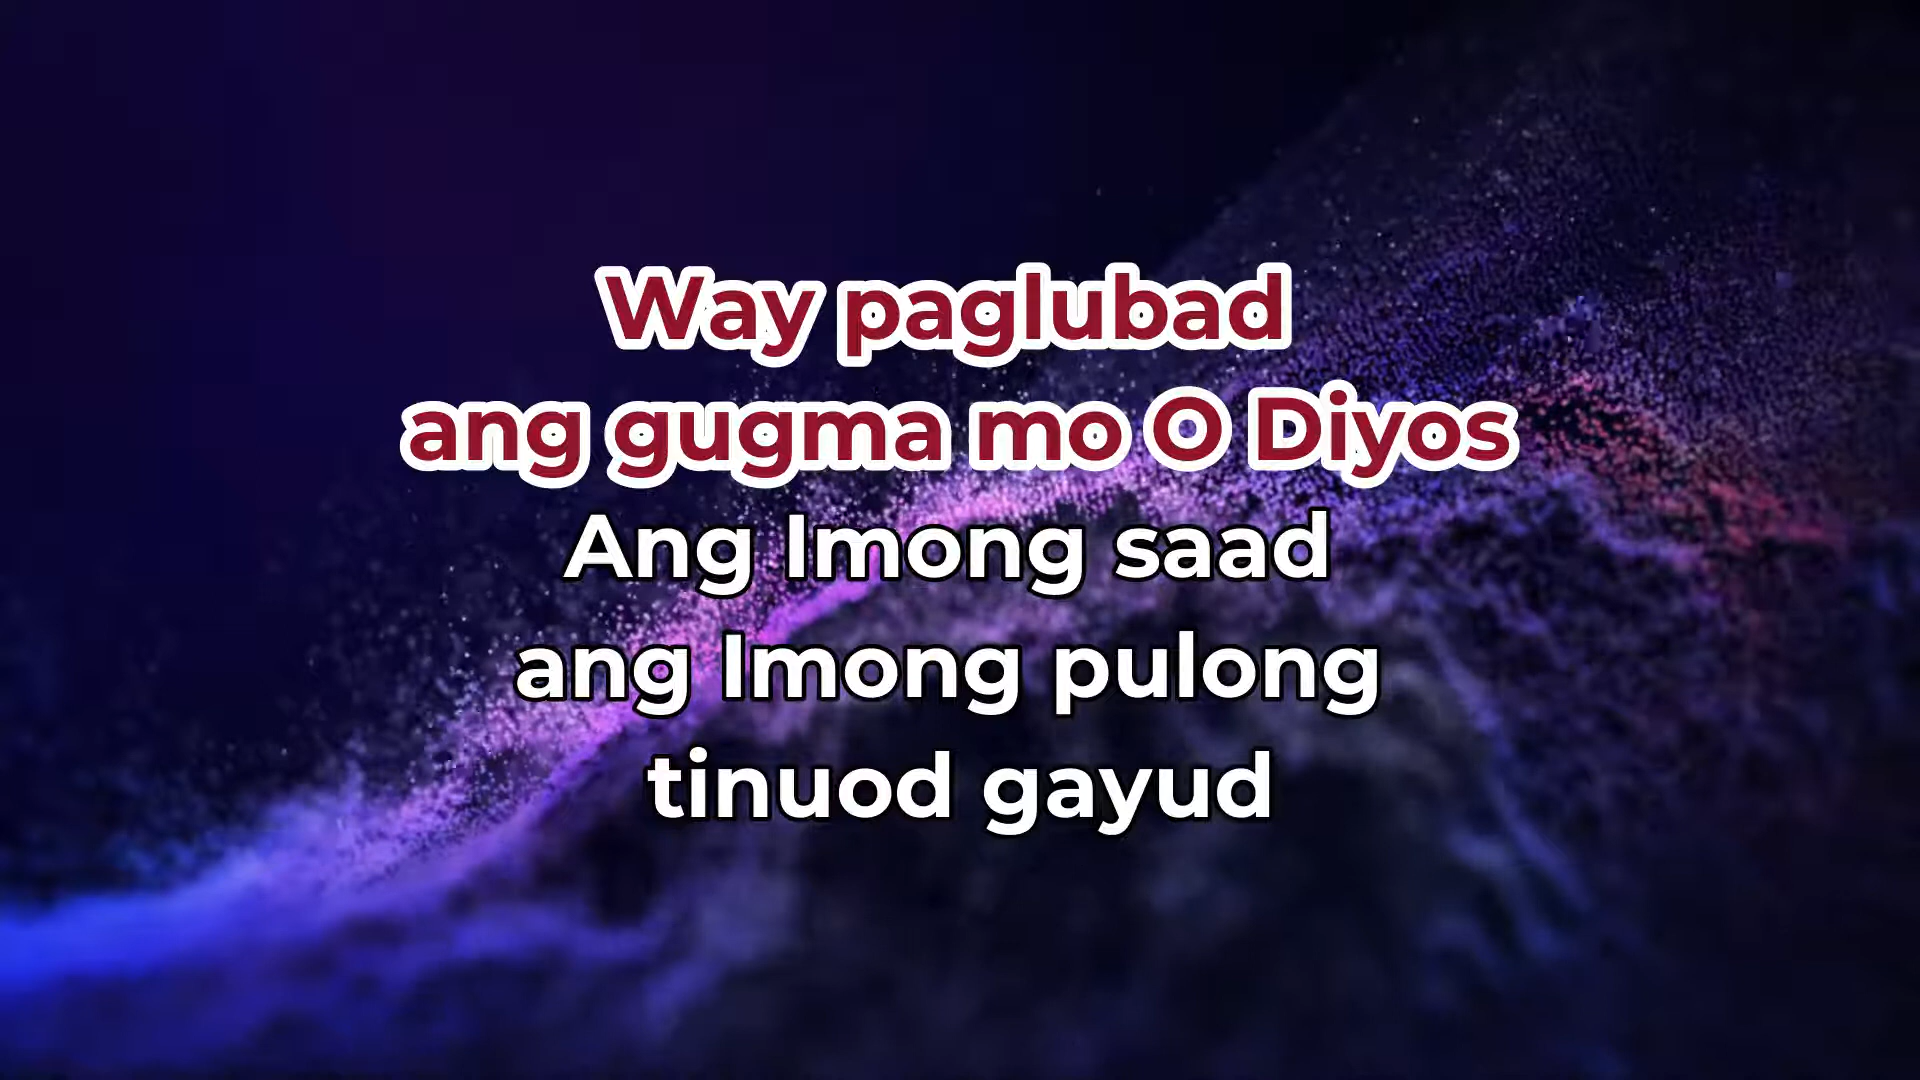 Way paglubad
ang gugma mo O Diyos
Ang Imong saad
ang Imong pulong
tinuod gayud